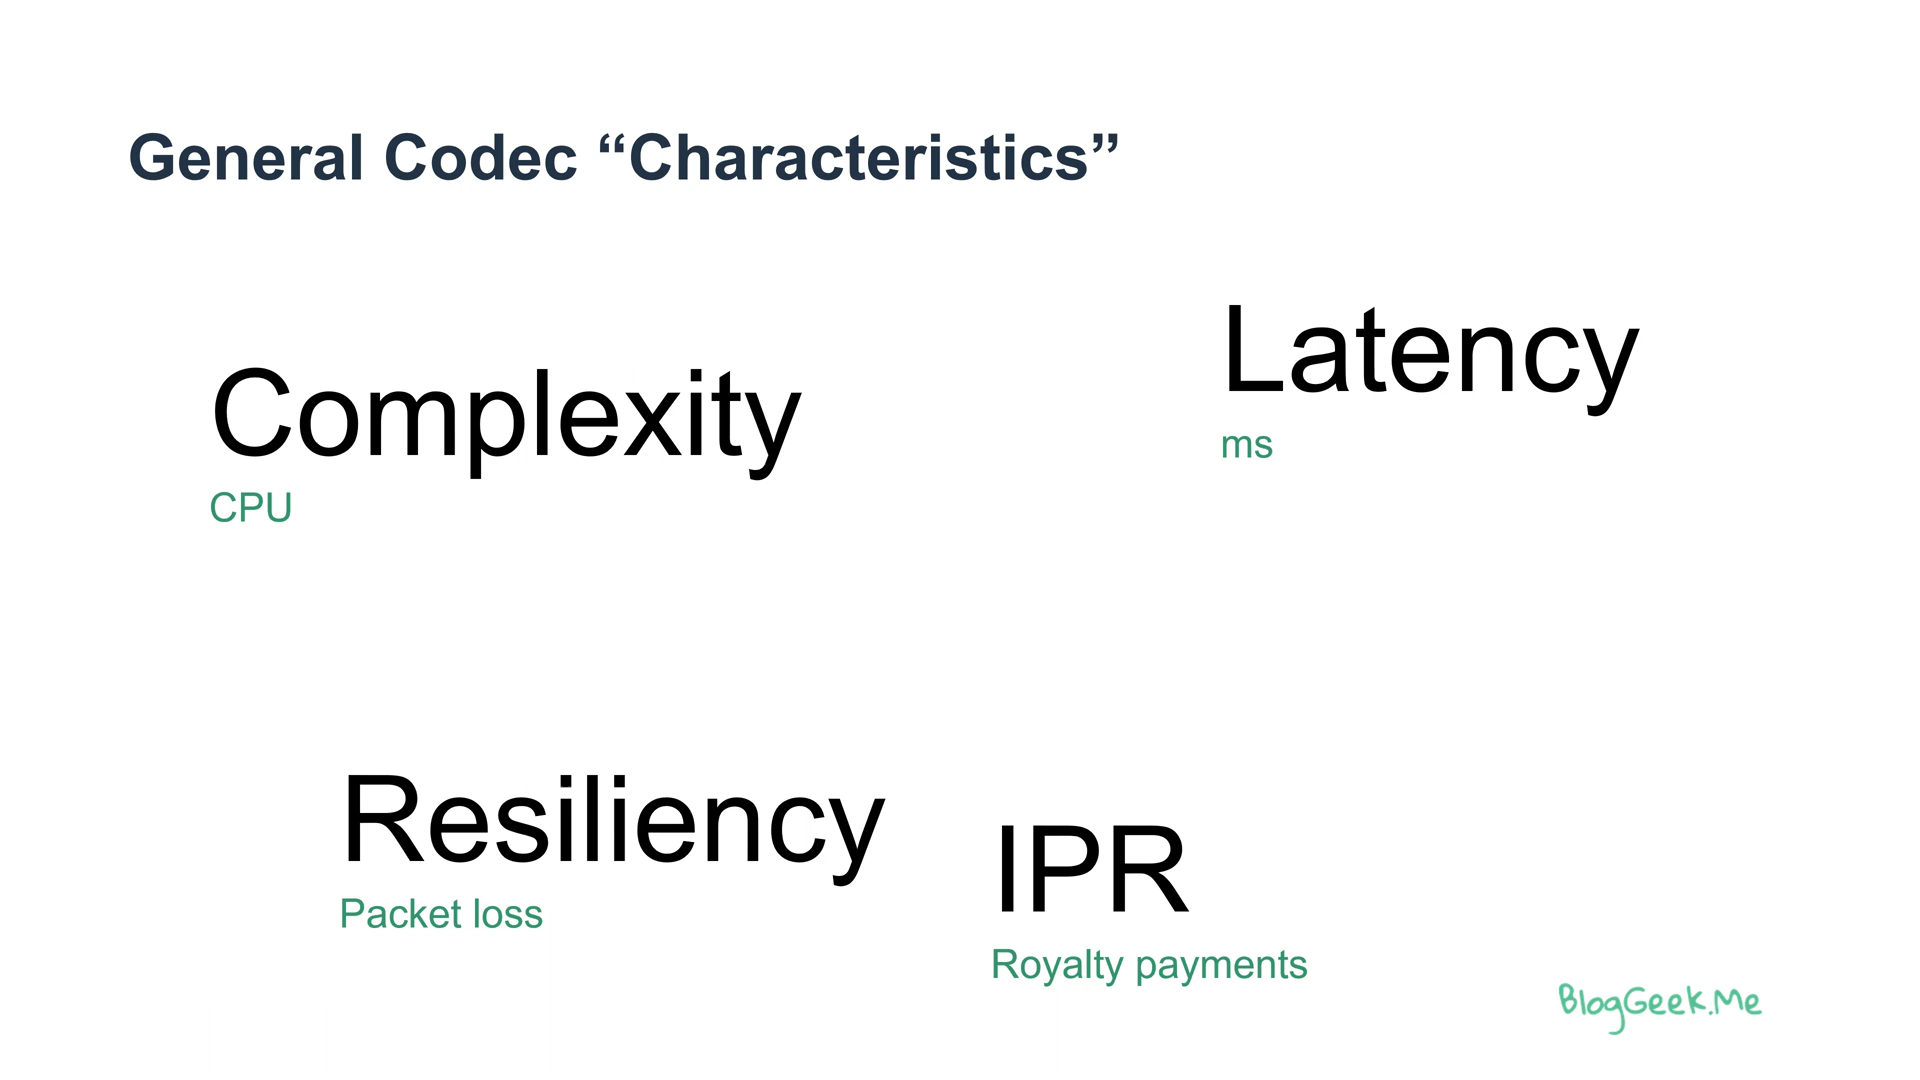 General Codec “Characteristics”
Latency
ms
Complexity
CPU
Resiliency
Packet loss
IPR
Royalty payments
BlogGeek.Me